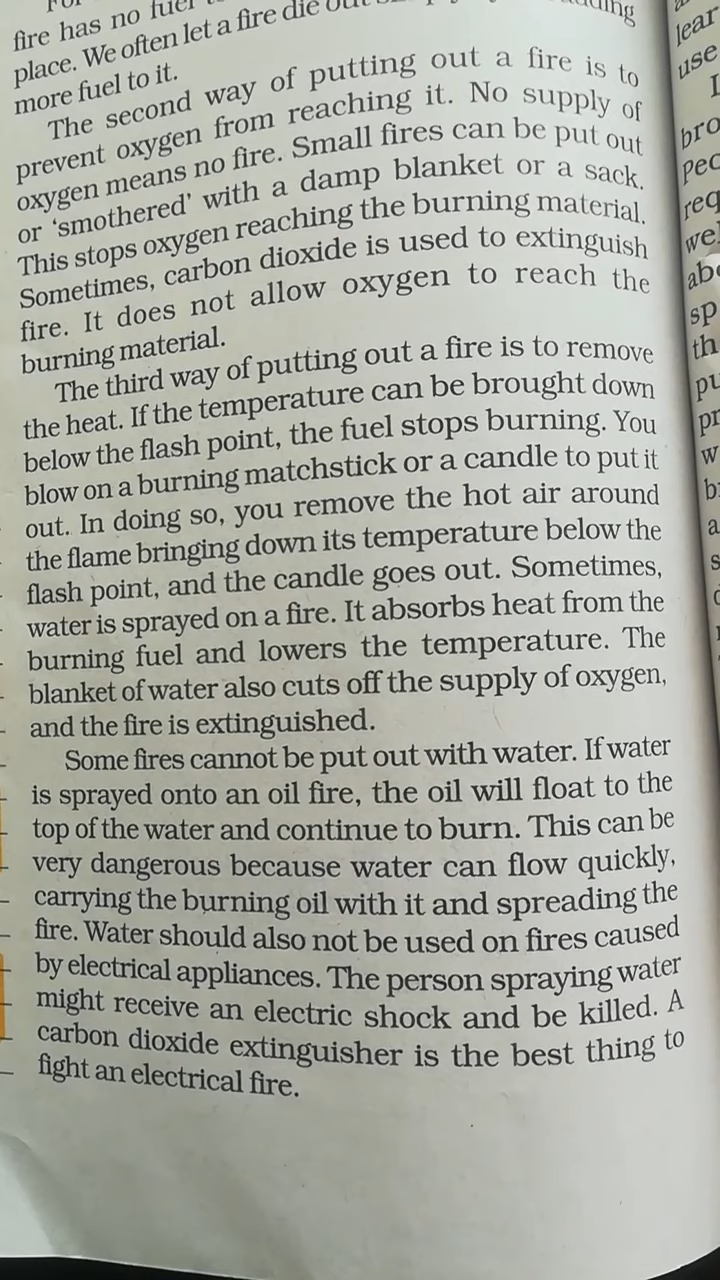 fire has no fuel
place. We often let a fire die
more fuel to it.
The second way of putting out a fire is to
prevent oxygen from reaching it. No supply of
oxygen means no fire. Small fires can be put out
or ‘smothered’ with a damp blanket or a sack.
This stops oxygen reaching the burning material.
Sometimes, carbon dioxide is used to extinguish
fire. It does not allow oxygen to reach the
burning material.
The third way of putting out a fire is to remove
the heat. If the temperature can be brought down
below the flash point, the fuel stops burning. You
blow on a burning matchstick or a candle to put it
out. In doing so, you remove the hot air around
the flame bringing down its temperature below the
flash point, and the candle goes out. Sometimes,
water is sprayed on a fire. It absorbs heat from the
burning fuel and lowers the temperature. The
blanket of water also cuts off the supply of oxygen,
and the fire is extinguished.
Some fires cannot be put out with water. If water
is sprayed onto an oil fire, the oil will float to the
top of the water and continue to burn. This can be
very dangerous because water can flow quickly,
carrying the burning oil with it and spreading the
fire. Water should also not be used on fires caused
by electrical appliances. The person spraying water
might receive an electric shock and be killed. A
carbon dioxide extinguisher is the best thing to
fight an electrical fire.